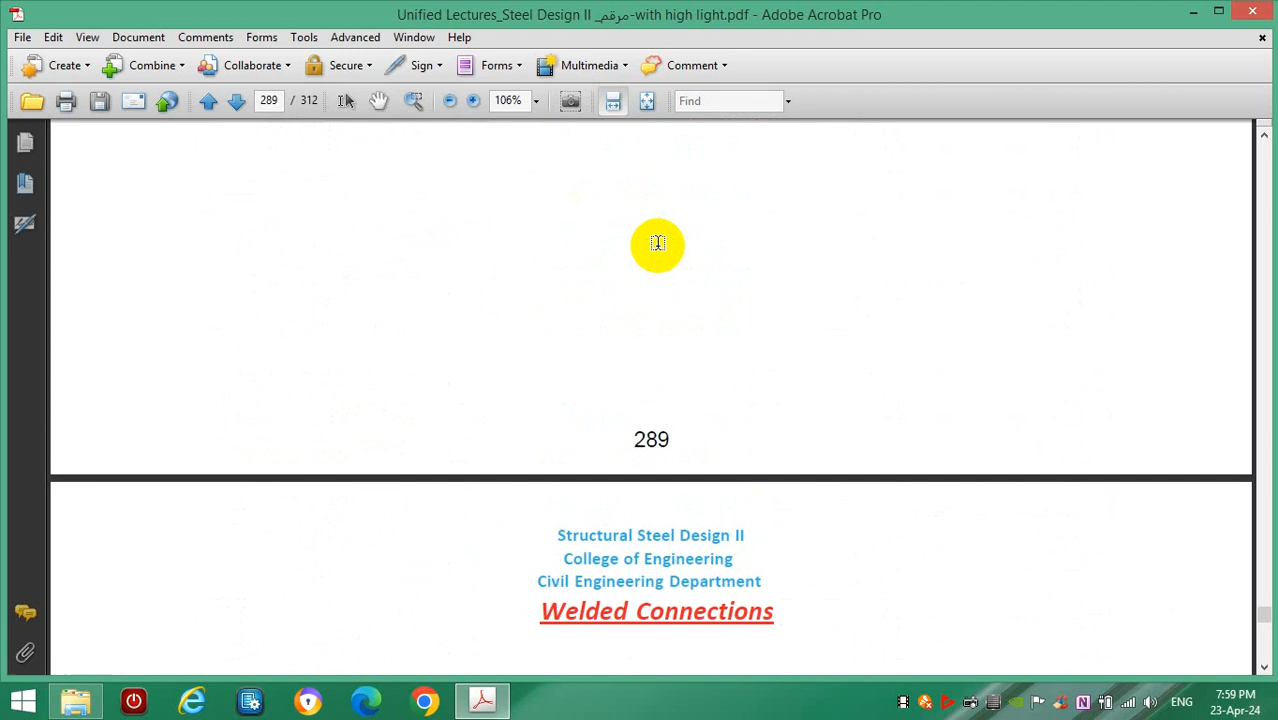 Unified Lectures_Steel Design II _مرقم-with high light.pdf - Adobe Acrobat Pro
File Edit View Document Comments Forms Tools Advanced Window Help
Create Combine Collaborate Secure Sign Forms Multimedia Comment
289 / 312 106% Find
289
Structural Steel Design II
College of Engineering
Civil Engineering Department
Welded Connections
ENG
7:59 PM
23-Apr-24